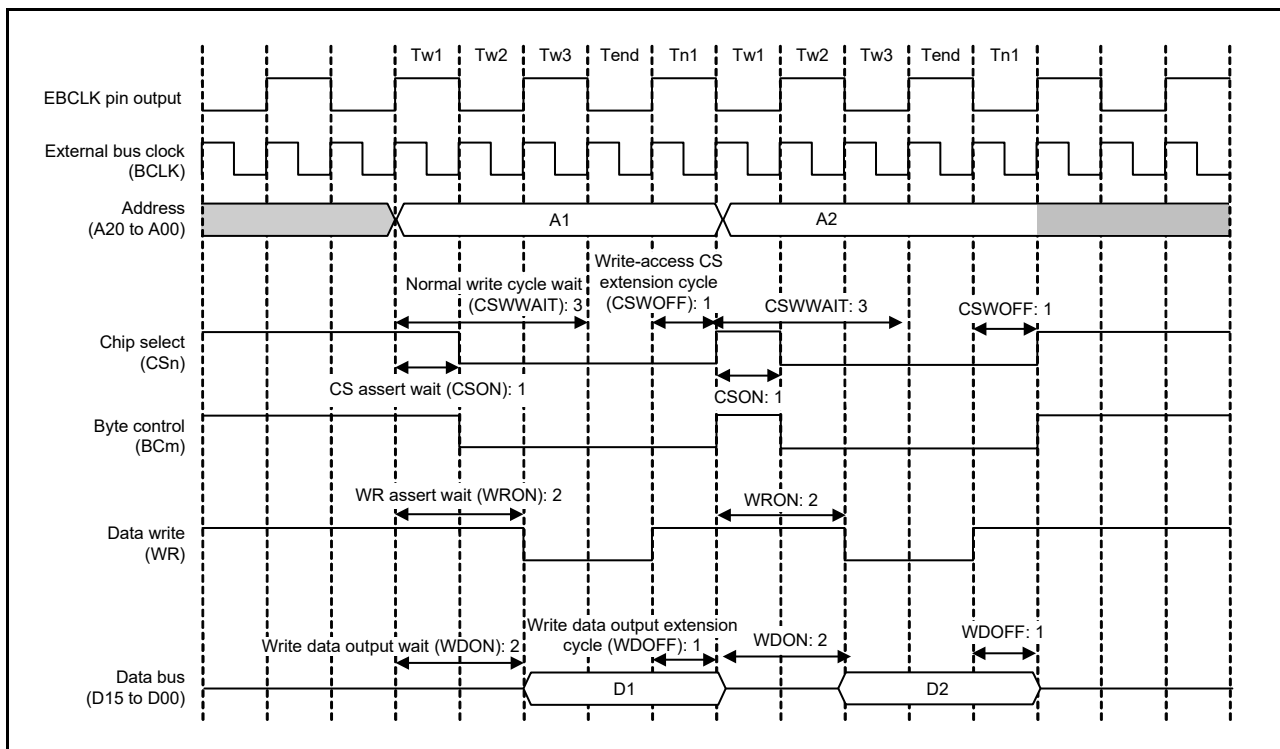 Tw1 Tw2 Tw3 Tend Tn1 Tw1 Tw2 Tw3 Tend Tn1
EBCLK pin output
External bus clock
(BCLK)
Address
(A20 to A00)
A1
A2
Write-access CS
extension cycle
(CSWOFF): 1
Normal write cycle wait
(CSWWAIT): 3
CSWWAIT: 3
CSWOFF: 1
Chip select
(CSn)
CS assert wait (CSON): 1
CSON: 1
Byte control
(BCm)
WR assert wait (WRON): 2
WRON: 2
Data write
(WR)
Write data output wait (WDON): 2
Write data output extension
cycle (WDOFF): 1
WDON: 2
WDOFF: 1
Data bus
(D15 to D00)
D1
D2